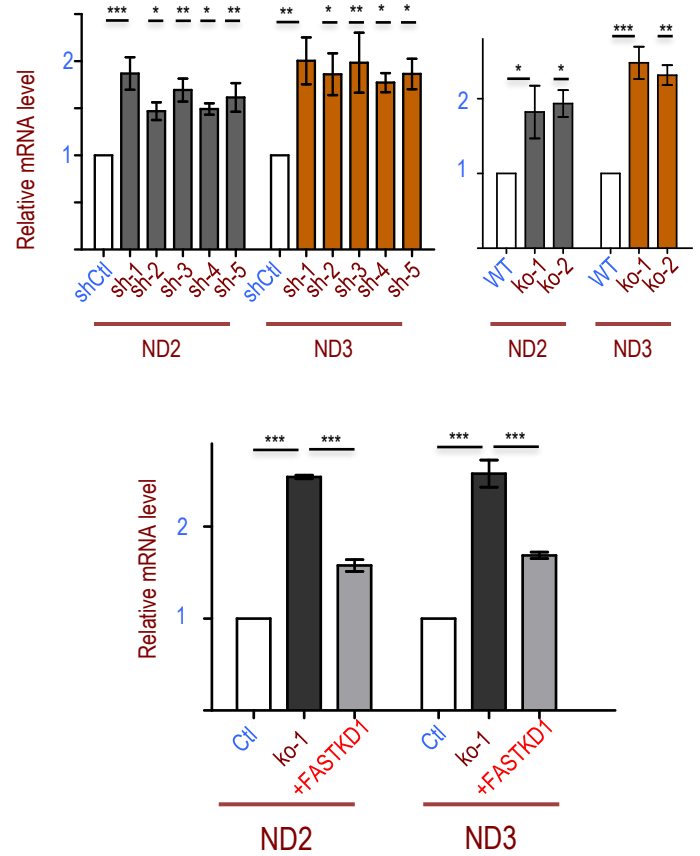 *** * ** * **
** * ** * *
Relative mRNA level
2
1
shCtl sh-1 sh-2 sh-3 sh-4 sh-5
shCtl sh-1 sh-2 sh-3 sh-4 sh-5
ND2 ND3
* * *** **
2
1
WT ko-1 ko-2 WT ko-1 ko-2
ND2 ND3
*** *** *** ***
Relative mRNA level
2
1
Ctl ko-1 +FASTKD1 Ctl ko-1 +FASTKD1
ND2 ND3